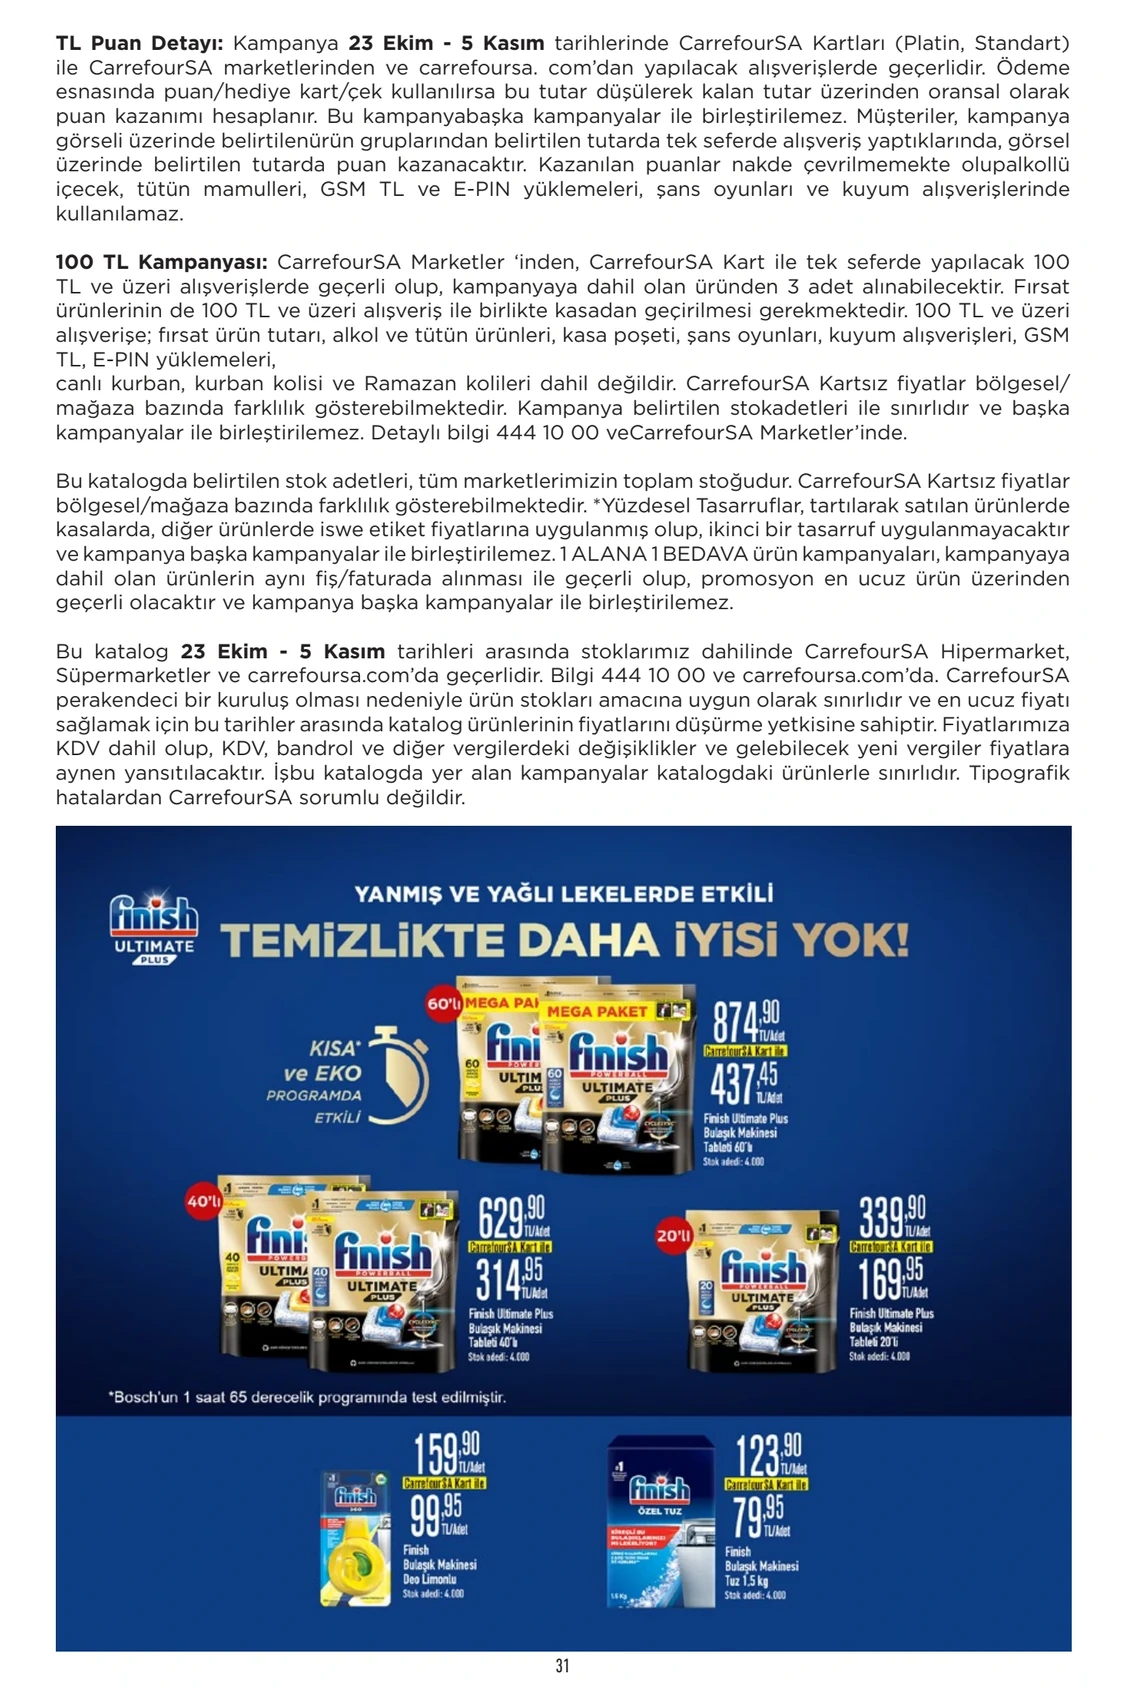 TL Puan Detayı: Kampanya 23 Ekim - 5 Kasım tarihlerinde CarrefourSA Kartları (Platin, Standart)
ile CarrefourSA marketlerinden ve carrefoursa. com’dan yapılacak alışverişlerde geçerlidir. Ödeme
esnasında puan/hediye kart/çek kullanılırsa bu tutar düşülerek kalan tutar üzerinden oransal olarak
puan kazanımı hesaplanır. Bu kampanyabaşka kampanyalar ile birleştirilemez. Müşteriler, kampanya
görseli üzerinde belirtilenürün gruplarından belirtilen tutarda tek seferde alışveriş yaptıklarında, görsel
üzerinde belirtilen tutarda puan kazanacaktır. Kazanılan puanlar nakde çevrilmemekte olupalkollü
içecek, tütün mamulleri, GSM TL ve E-PIN yüklemeleri, şans oyunları ve kuyum alışverişlerinde
kullanılamaz.
100 TL Kampanyası: CarrefourSA Marketler ‘inden, CarrefourSA Kart ile tek seferde yapılacak 100
TL ve üzeri alışverişlerde geçerli olup, kampanyaya dahil olan üründen 3 adet alınabilecektir. Fırsat
ürünlerinin de 100 TL ve üzeri alışveriş ile birlikte kasadan geçirilmesi gerekmektedir. 100 TL ve üzeri
alışverişe; fırsat ürün tutarı, alkol ve tütün ürünleri, kasa poşeti, şans oyunları, kuyum alışverişleri, GSM
TL, E-PIN yüklemeleri,
canlı kurban, kurban kolisi ve Ramazan kolileri dahil değildir. CarrefourSA Kartsız fiyatlar bölgesel/
mağaza bazında farklılık gösterebilmektedir. Kampanya belirtilen stokadetleri ile sınırlıdır ve başka
kampanyalar ile birleştirilemez. Detaylı bilgi 444 10 00 veCarrefourSA Marketler’inde.
Bu katalogda belirtilen stok adetleri, tüm marketlerimizin toplam stoğudur. CarrefourSA Kartsız fiyatlar
bölgesel/mağaza bazında farklılık gösterebilmektedir. *Yüzdesel Tasarruflar, tartılarak satılan ürünlerde
kasalarda, diğer ürünlerde iswe etiket fiyatlarına uygulanmış olup, ikinci bir tasarruf uygulanmayacaktır
ve kampanya başka kampanyalar ile birleştirilemez. 1 ALANA 1 BEDAVA ürün kampanyaları, kampanyaya
dahil olan ürünlerin aynı fiş/faturada alınması ile geçerli olup, promosyon en ucuz ürün üzerinden
geçerli olacaktır ve kampanya başka kampanyalar ile birleştirilemez.
Bu katalog 23 Ekim - 5 Kasım tarihleri arasında stoklarımız dahilinde CarrefourSA Hipermarket,
Süpermarketler ve carrefoursa.com’da geçerlidir. Bilgi 444 10 00 ve carrefoursa.com’da. CarrefourSA
perakendeci bir kuruluş olması nedeniyle ürün stokları amacına uygun olarak sınırlıdır ve en ucuz fiyatı
sağlamak için bu tarihler arasında katalog ürünlerinin fiyatlarını düşürme yetkisine sahiptir. Fiyatlarımıza
KDV dahil olup, KDV, bandrol ve diğer vergilerdeki değişiklikler ve gelebilecek yeni vergiler fiyatlara
aynen yansıtılacaktır. İşbu katalogda yer alan kampanyalar katalogdaki ürünlerle sınırlıdır. Tipografik
hatalardan CarrefourSA sorumlu değildir.
finish
ULTIMATE
PLUS
YANMIŞ VE YAĞLI LEKELERDE ETKİLİ
TEMİZLİKTE DAHA İYİSİ YOK!
KISA*
ve EKO
PROGRAMDA
ETKİLİ
60'lı
MEGA PAK
MEGA PAKET
finish
POWERBALL
ULTIMATE
PLUS
60
874,90
TL/Adet
CarrefourSA Kart ile
437,45
TL/Adet
Finish Ultimate Plus
Bulaşık Makinesi
Tableti 60'lı
Stok adedi: 4.000
40'lı
finish
POWERBALL
ULTIMATE
PLUS
40
629,90
TL/Adet
CarrefourSA Kart ile
314,95
TL/Adet
Finish Ultimate Plus
Bulaşık Makinesi
Tableti 40'lı
Stok adedi: 4.000
20'li
finish
POWERBALL
ULTIMATE
PLUS
20
339,90
TL/Adet
CarrefourSA Kart ile
169,95
TL/Adet
Finish Ultimate Plus
Bulaşık Makinesi
Tableti 20'li
Stok adedi: 4.000
*Bosch'un 1 saat 65 derecelik programında test edilmiştir.
finish
159,90
TL/Adet
CarrefourSA Kart ile
99,95
TL/Adet
Finish
Bulaşık Makinesi
Deo Limonlu
Stok adedi: 4.000
#1
finish
ÖZEL TUZ
1.5 Kg
123,90
TL/Adet
CarrefourSA Kart ile
79,95
TL/Adet
Finish
Bulaşık Makinesi
Tuz 1,5 kg
Stok adedi: 4.000
31